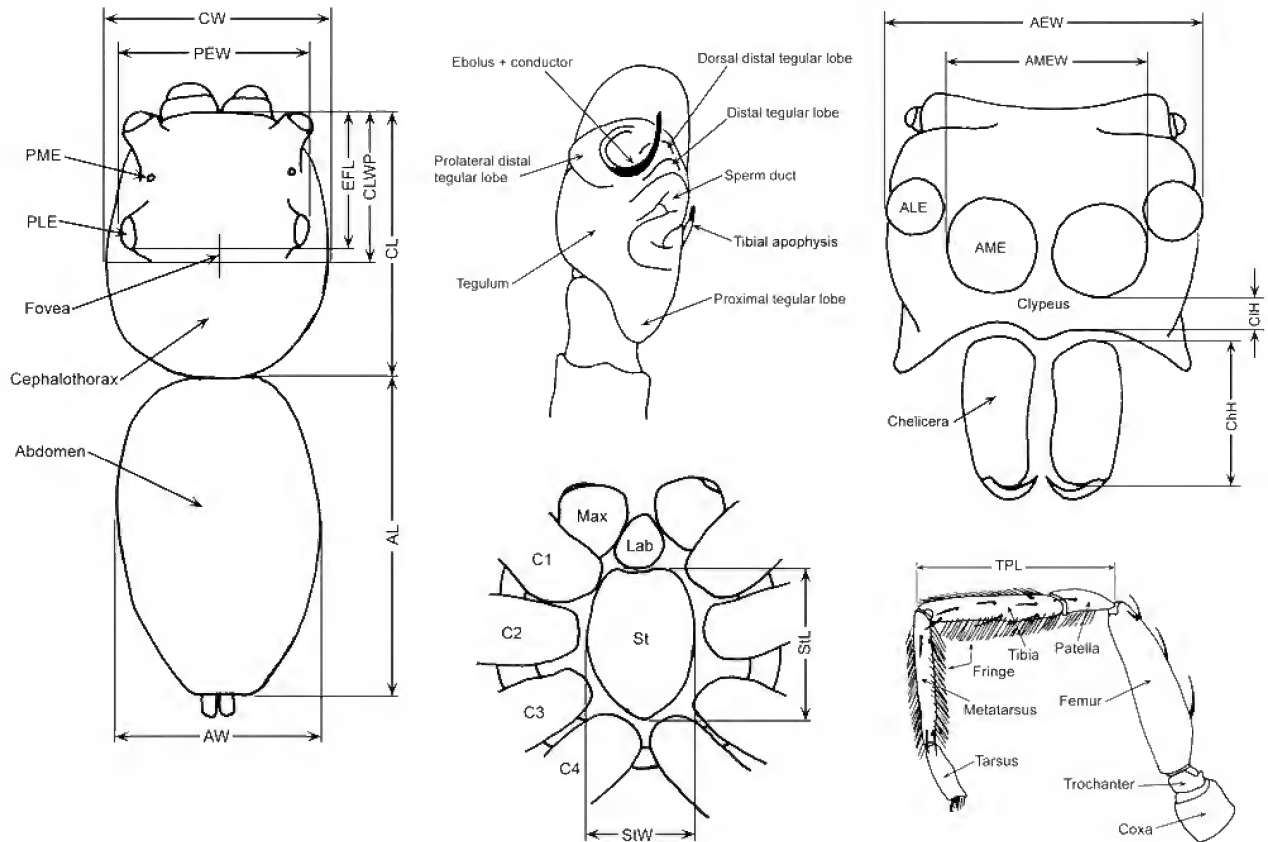 CW
PEW
PME
PLE
EFL
CLWP
CL
Fovea
Cephalothorax
Abdomen
AL
AW
Ebolus + conductor
Dorsal distal tegular lobe
Distal tegular lobe
Prolateral distal
tegular lobe
Sperm duct
Tibial apophysis
Tegulum
Proximal tegular lobe
AEW
AMEW
ALE
AME
Clypeus
ClH
Chelicera
ChH
Max
Lab
C1
C2
St
StL
C3
C4
StW
TPL
Tibia
Patella
Fringe
Metatarsus
Femur
Tarsus
Trochanter
Coxa